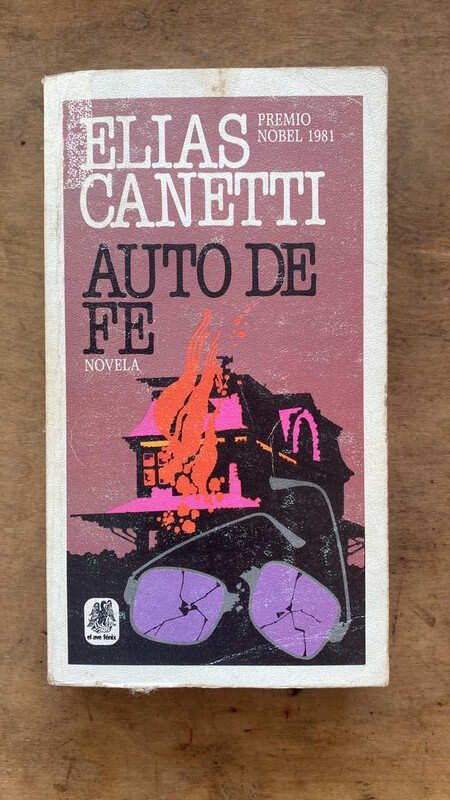 ELIAS
CANETTI
PREMIO
NOBEL 1981
AUTO DE
FE
NOVELA
el ave fénix